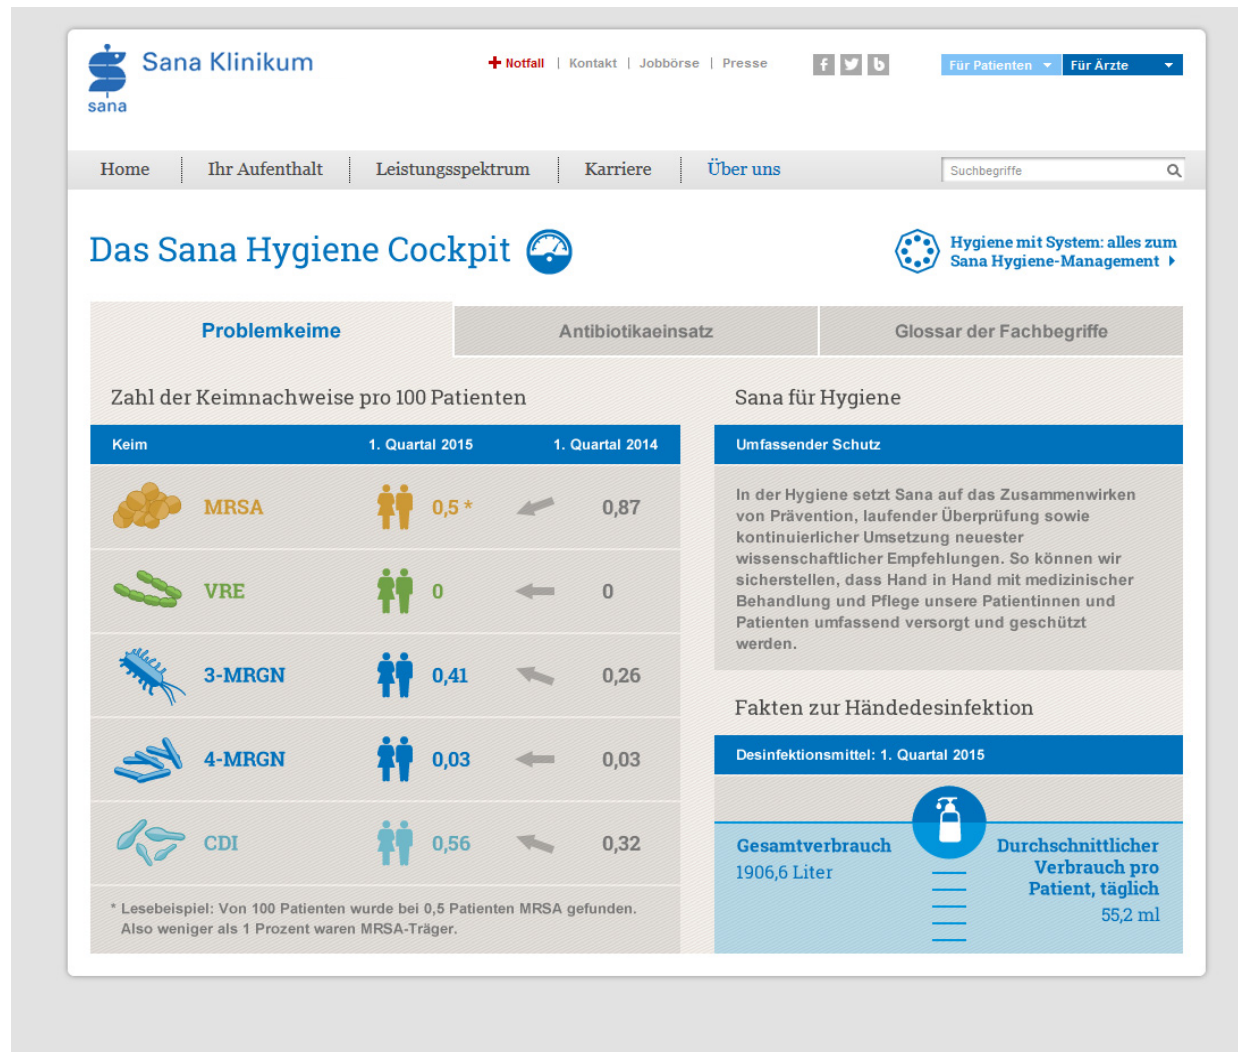 Sana Klinikum
sana
Notfall | Kontakt | Jobbörse | Presse
Für Patienten
Für Ärzte
Home
Ihr Aufenthalt
Leistungsspektrum
Karriere
Über uns
Suchbegriffe
Das Sana Hygiene Cockpit
Hygiene mit System: alles zum
Sana Hygiene-Management
Problemkeime
Antibiotikaeinsatz
Glossar der Fachbegriffe
Zahl der Keimnachweise pro 100 Patienten
Keim 1. Quartal 2015 1. Quartal 2014
MRSA 0,5 * 0,87
VRE 0 0
3-MRGN 0,41 0,26
4-MRGN 0,03 0,03
CDI 0,56 0,32
* Lesebeispiel: Von 100 Patienten wurde bei 0,5 Patienten MRSA gefunden.
Also weniger als 1 Prozent waren MRSA-Träger.
Sana für Hygiene
Umfassender Schutz
In der Hygiene setzt Sana auf das Zusammenwirken
von Prävention, laufender Überprüfung sowie
kontinuierlicher Umsetzung neuester
wissenschaftlicher Empfehlungen. So können wir
sicherstellen, dass Hand in Hand mit medizinischer
Behandlung und Pflege unsere Patientinnen und
Patienten umfassend versorgt und geschützt
werden.
Fakten zur Händedesinfektion
Desinfektionsmittel: 1. Quartal 2015
Gesamtverbrauch
1906,6 Liter
Durchschnittlicher
Verbrauch pro
Patient, täglich
55,2 ml